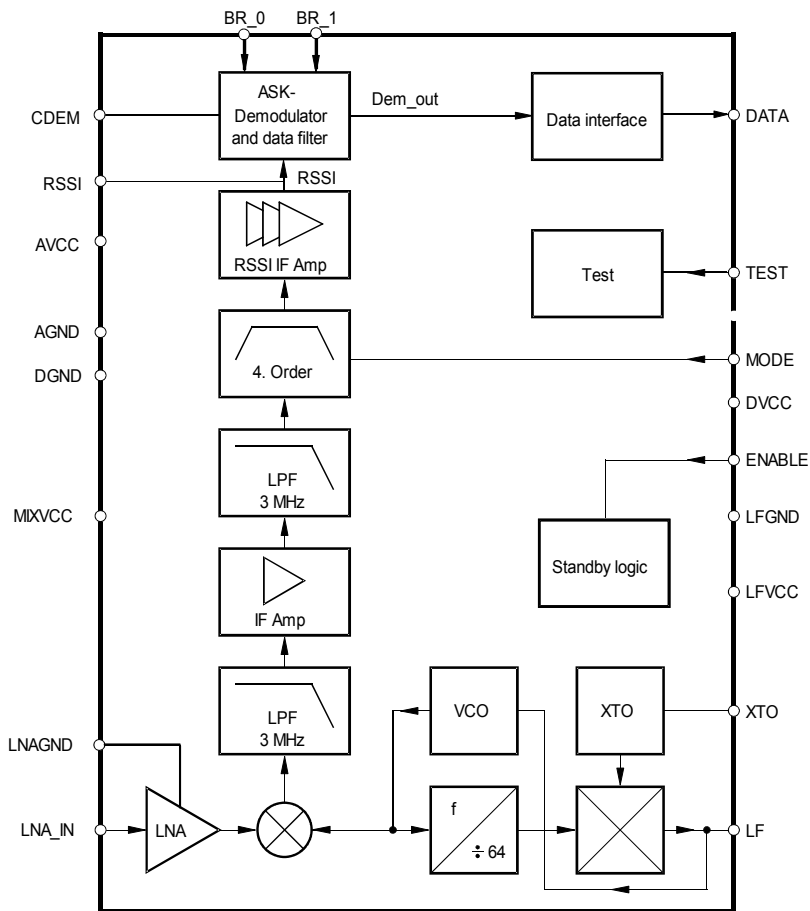 BR_0
BR_1
CDEM
ASK-
Demodulator
and data filter
Dem_out
Data interface
DATA
RSSI
RSSI
AVCC
RSSI IF Amp
Test
TEST
AGND
DGND
4. Order
MODE
DVCC
LPF
3 MHz
ENABLE
MIXVCC
LFGND
IF Amp
Standby logic
LFVCC
LPF
3 MHz
VCO
XTO
XTO
LNAGND
LNA_IN
LNA
f
÷ 64
LF